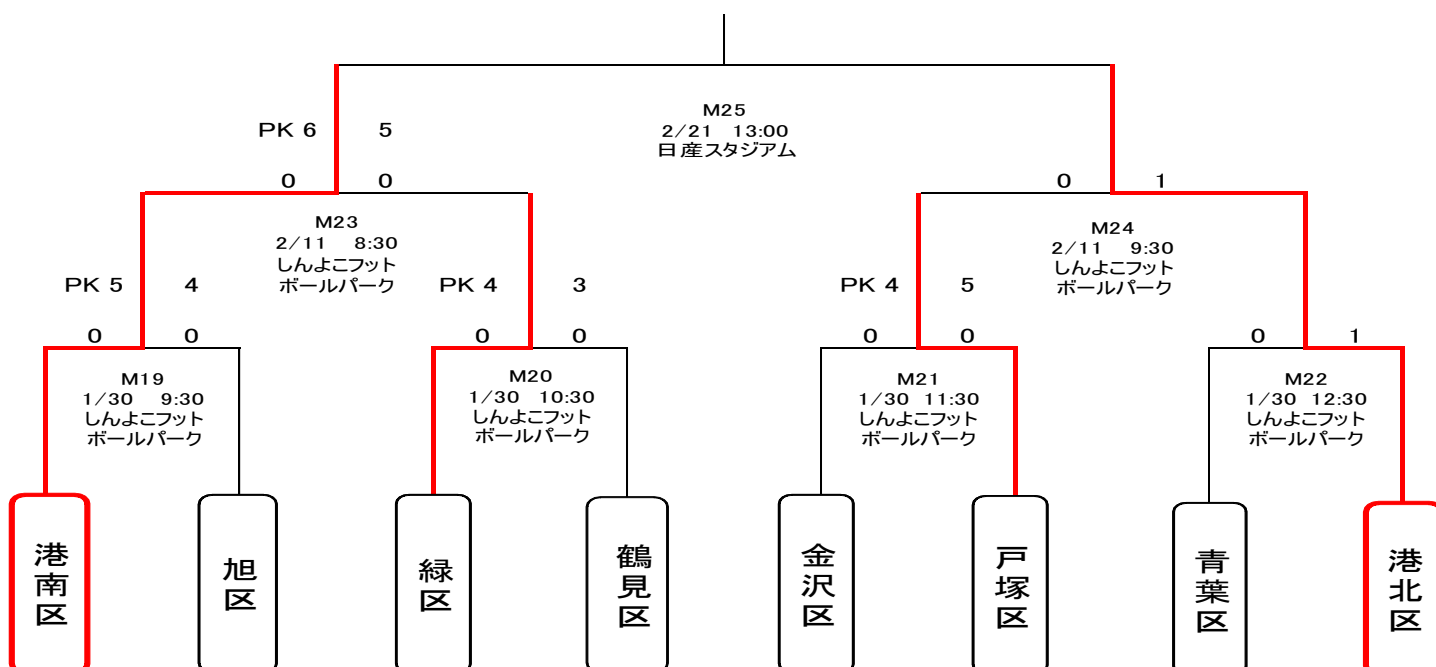 M25
2/21 13:00
日産スタジアム
PK 6 5
0 0
0 1
M23
2/11 8:30
しんよこフット
ボールパーク
M24
2/11 9:30
しんよこフット
ボールパーク
PK 5 4
PK 4 3
PK 4 5
0 0
0 0
0 0
0 1
M19
1/30 9:30
しんよこフット
ボールパーク
M20
1/30 10:30
しんよこフット
ボールパーク
M21
1/30 11:30
しんよこフット
ボールパーク
M22
1/30 12:30
しんよこフット
ボールパーク
港南区
旭区
緑区
鶴見区
金沢区
戸塚区
青葉区
港北区